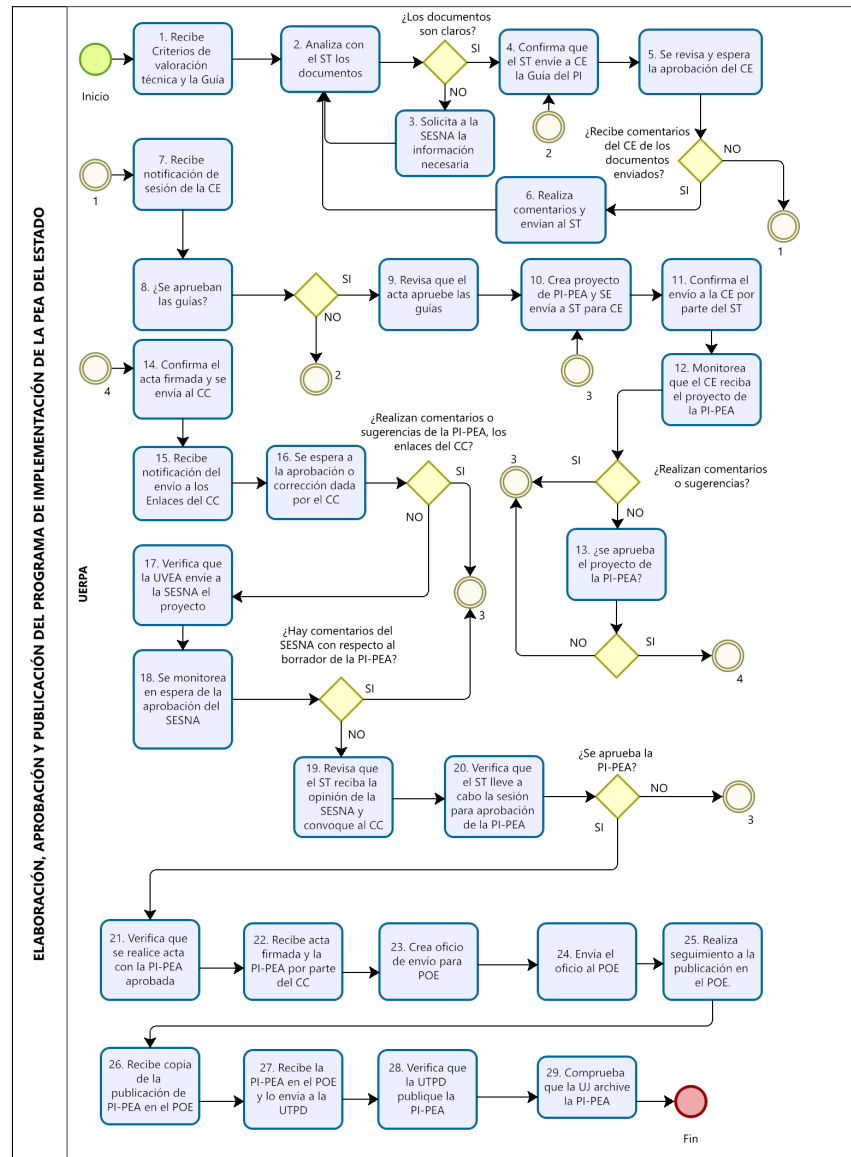 ELABORACIÓN, APROBACIÓN Y PUBLICACIÓN DEL PROGRAMA DE IMPLEMENTACIÓN DE LA PEA DEL ESTADO
UERPA
Inicio
1. Recibe
Criterios de
valoración
técnica y la Guía
2. Analiza con
el ST los
documentos
¿Los documentos
son claros?
SI
NO
3. Solicita a la
SESNA la
información
necesaria
4. Confirma que
el ST envíe a CE
la Guía del PI
2
5. Se revisa y espera
la aprobación del CE
¿Recibe comentarios
del CE de los
documentos
enviados?
NO
SI
1
6. Realiza
comentarios y
envían al ST
1
7. Recibe
notificación de
sesión de la CE
8. ¿Se aprueban
las guías?
SI
NO
2
9. Revisa que el
acta apruebe las
guías
10. Crea proyecto
de PI-PEA y SE
envía a ST para CE
3
11. Confirma el
envío a la CE por
parte del ST
12. Monitorea
que el CE reciba
el proyecto de
la PI-PEA
¿Realizan comentarios
o sugerencias?
SI
3
NO
13. ¿se aprueba
el proyecto de
la PI-PEA?
NO
SI
4
4
14. Confirma el
acta firmada y se
envía al CC
15. Recibe
notificación del
envío a los
Enlaces del CC
16. Se espera a
la aprobación o
corrección dada
por el CC
¿Realizan comentarios o
sugerencias de la PI-PEA, los
enlaces del CC?
SI
NO
3
17. Verifica que
la UVEA envíe a
la SESNA el
proyecto
18. Se monitorea
en espera de la
aprobación del
SESNA
¿Hay comentarios del
SESNA con respecto al
borrador de la PI-PEA?
SI
NO
19. Revisa que
el ST reciba la
opinión de la
SESNA y
convoque al CC
20. Verifica que
el ST lleve a
cabo la sesión
para aprobación
de la PI-PEA
¿Se aprueba la
PI-PEA?
NO
3
SI
21. Verifica que
se realice acta
con la PI-PEA
aprobada
22. Recibe acta
firmada y la
PI-PEA por parte
del CC
23. Crea oficio
de envío para
POE
24. Envía el
oficio al POE
25. Realiza
seguimiento a la
publicación en
el POE.
26. Recibe copia
de la
publicación de
PI-PEA en el POE
27. Recibe la
PI-PEA en el POE
y lo envía a la
UTPD
28. Verifica que
la UTPD
publique la
PI-PEA
29. Comprueba
que la UJ archive
la PI-PEA
Fin